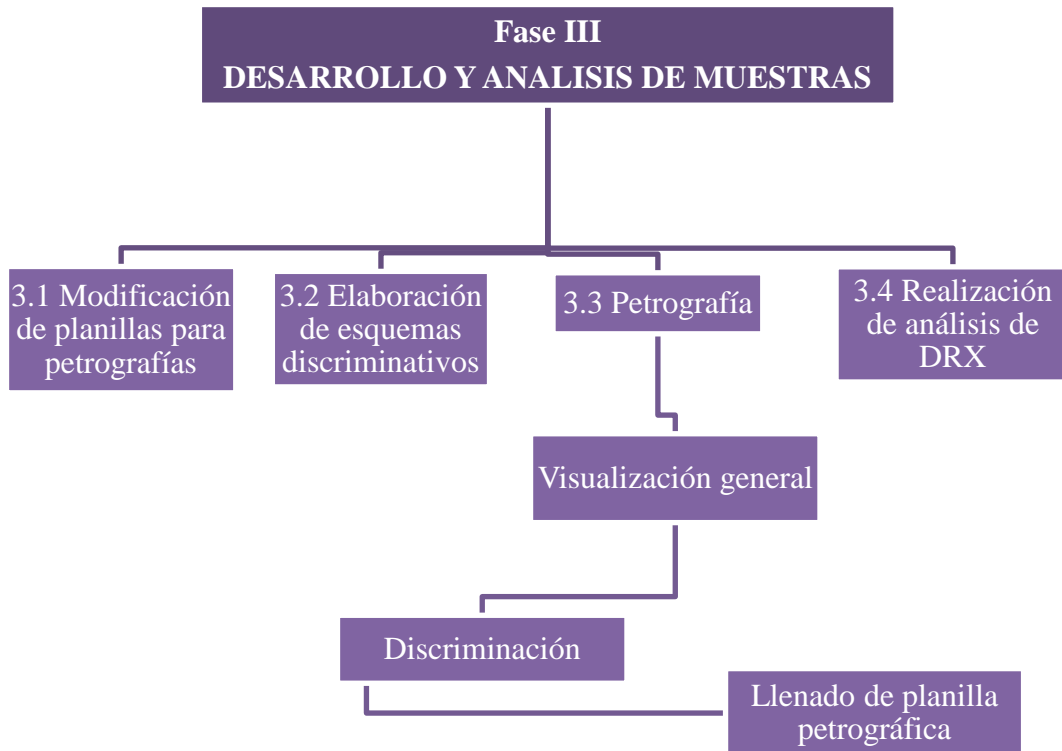 Fase III
DESARROLLO Y ANALISIS DE MUESTRAS
3.1 Modificación
de planillas para
petrografías
3.2 Elaboración
de esquemas
discriminativos
3.3 Petrografía
3.4 Realización
de análisis de
DRX
Visualización general
Discriminación
Llenado de planilla
petrográfica